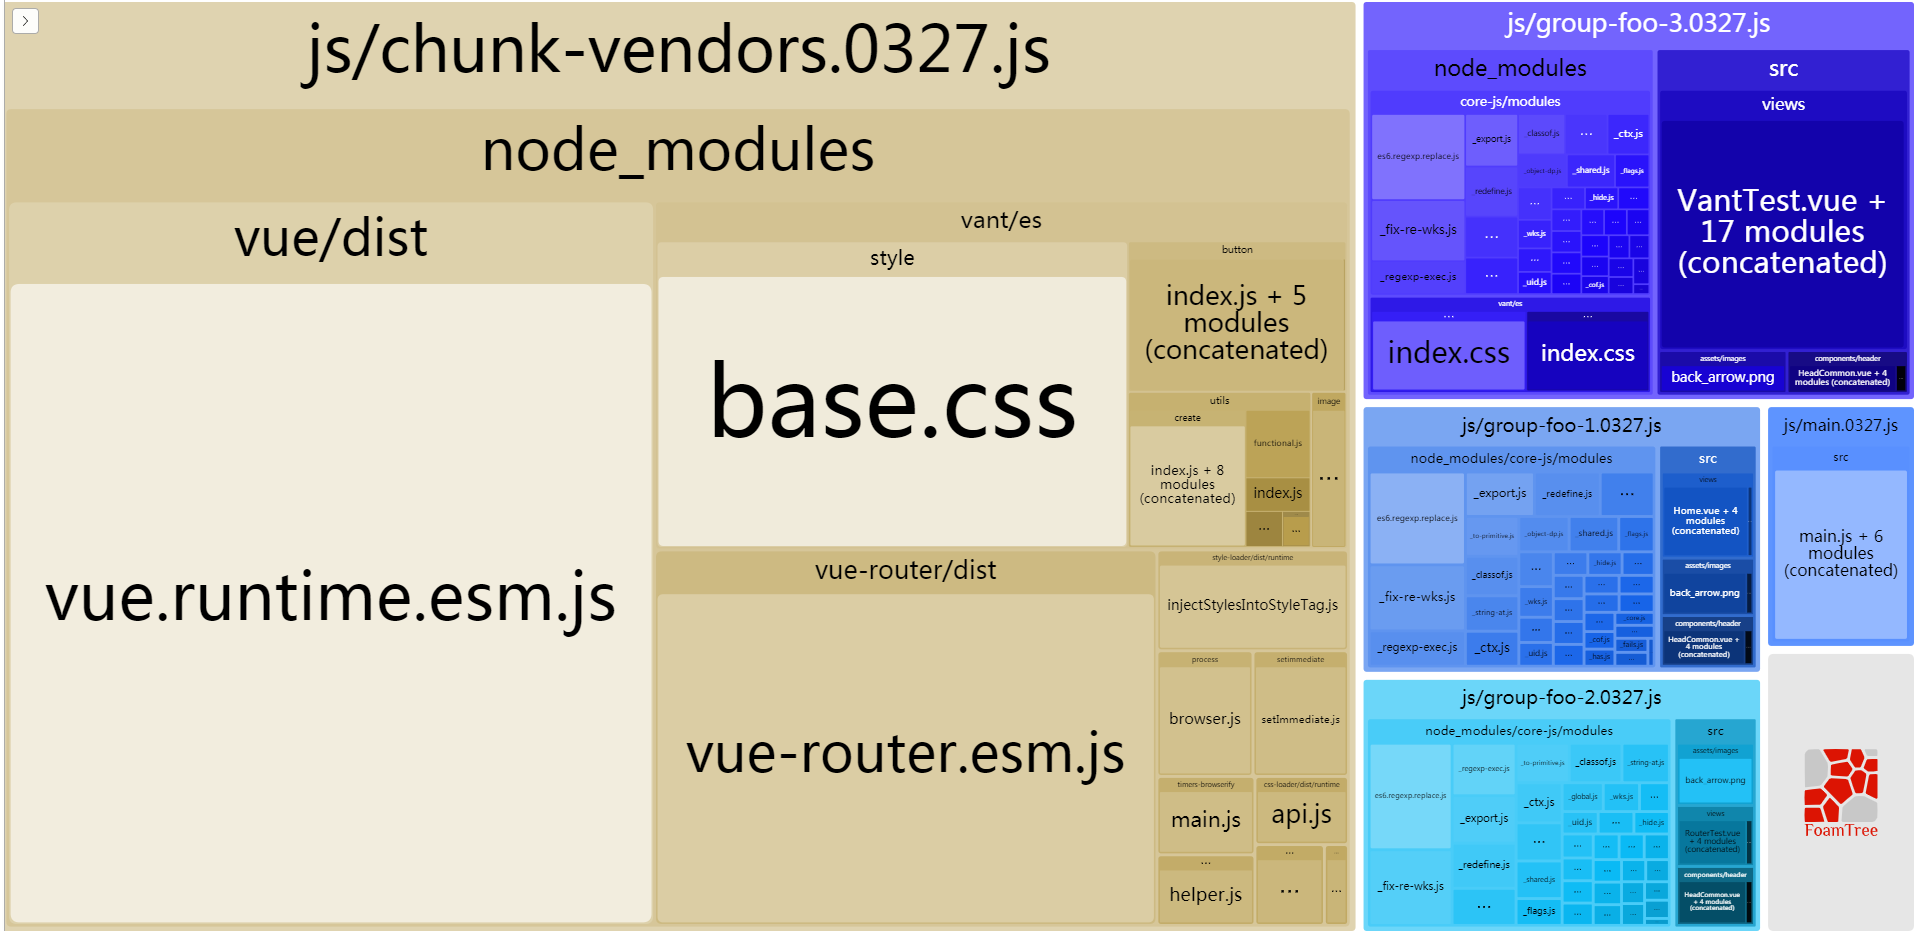 js/chunk-vendors.0327.js
node_modules
vue/dist
vue.runtime.esm.js
vant/es
style
base.css
button
index.js + 5
modules
(concatenated)
utils
create
index.js + 8
modules
(concatenated)
functional.js
index.js
...
...
image
...
vue-router/dist
vue-router.esm.js
style-loader/dist/runtime
injectStylesIntoStyleTag.js
process
browser.js
setimmediate
setImmediate.js
timers-browserify
main.js
css-loader/dist/runtime
api.js
...
helper.js
...
...
...
js/group-foo-3.0327.js
node_modules
core-js/modules
es6.regexp.replace.js
_fix-re-wks.js
_regexp-exec.js
_export.js
redefine.js
...
...
classof.js
...
_ctx.js
_object-dp.js
_shared.js
_flags.js
...
...
_hide.js
...
_wks.js
...
_uid.js
_cof.js
vant/es
...
index.css
...
index.css
src
views
VantTest.vue +
17 modules
(concatenated)
assets/images
back_arrow.png
components/header
HeadCommon.vue + 4
modules (concatenated)
js/group-foo-1.0327.js
node_modules/core-js/modules
es6.regexp.replace.js
_fix-re-wks.js
_regexp-exec.js
_export.js
_redefine.js
...
_to-primitive.js
_object-dp.js
shared.js
_flags.js
_classof.js
_string-at.js
_ctx.js
...
...
_hide.js
...
_wks.js
...
uid.js
_core.js
_cof.js
_fails.js
_has.js
src
views
Home.vue + 4
modules
(concatenated)
assets/images
back_arrow.png
components/header
HeadCommon.vue +
4 modules
(concatenated)
js/main.0327.js
src
main.js + 6
modules
(concatenated)
js/group-foo-2.0327.js
node_modules/core-js/modules
es6.regexp.replace.js
_fix-re-wks.js
_regexp-exec.js
_export.js
_redefine.js
...
_to-primitive.js
_classof.js
_string-at.js
_ctx.js
_global.js
_wks.js
...
uid.js
...
_hide.js
...
_shared.js
_flags.js
src
assets/images
back_arrow.png
views
RouterTest.vue
+ 4 modules
(concatenated)
components/header
HeadCommon.vue
+ 4 modules
(concatenated)
FoamTree